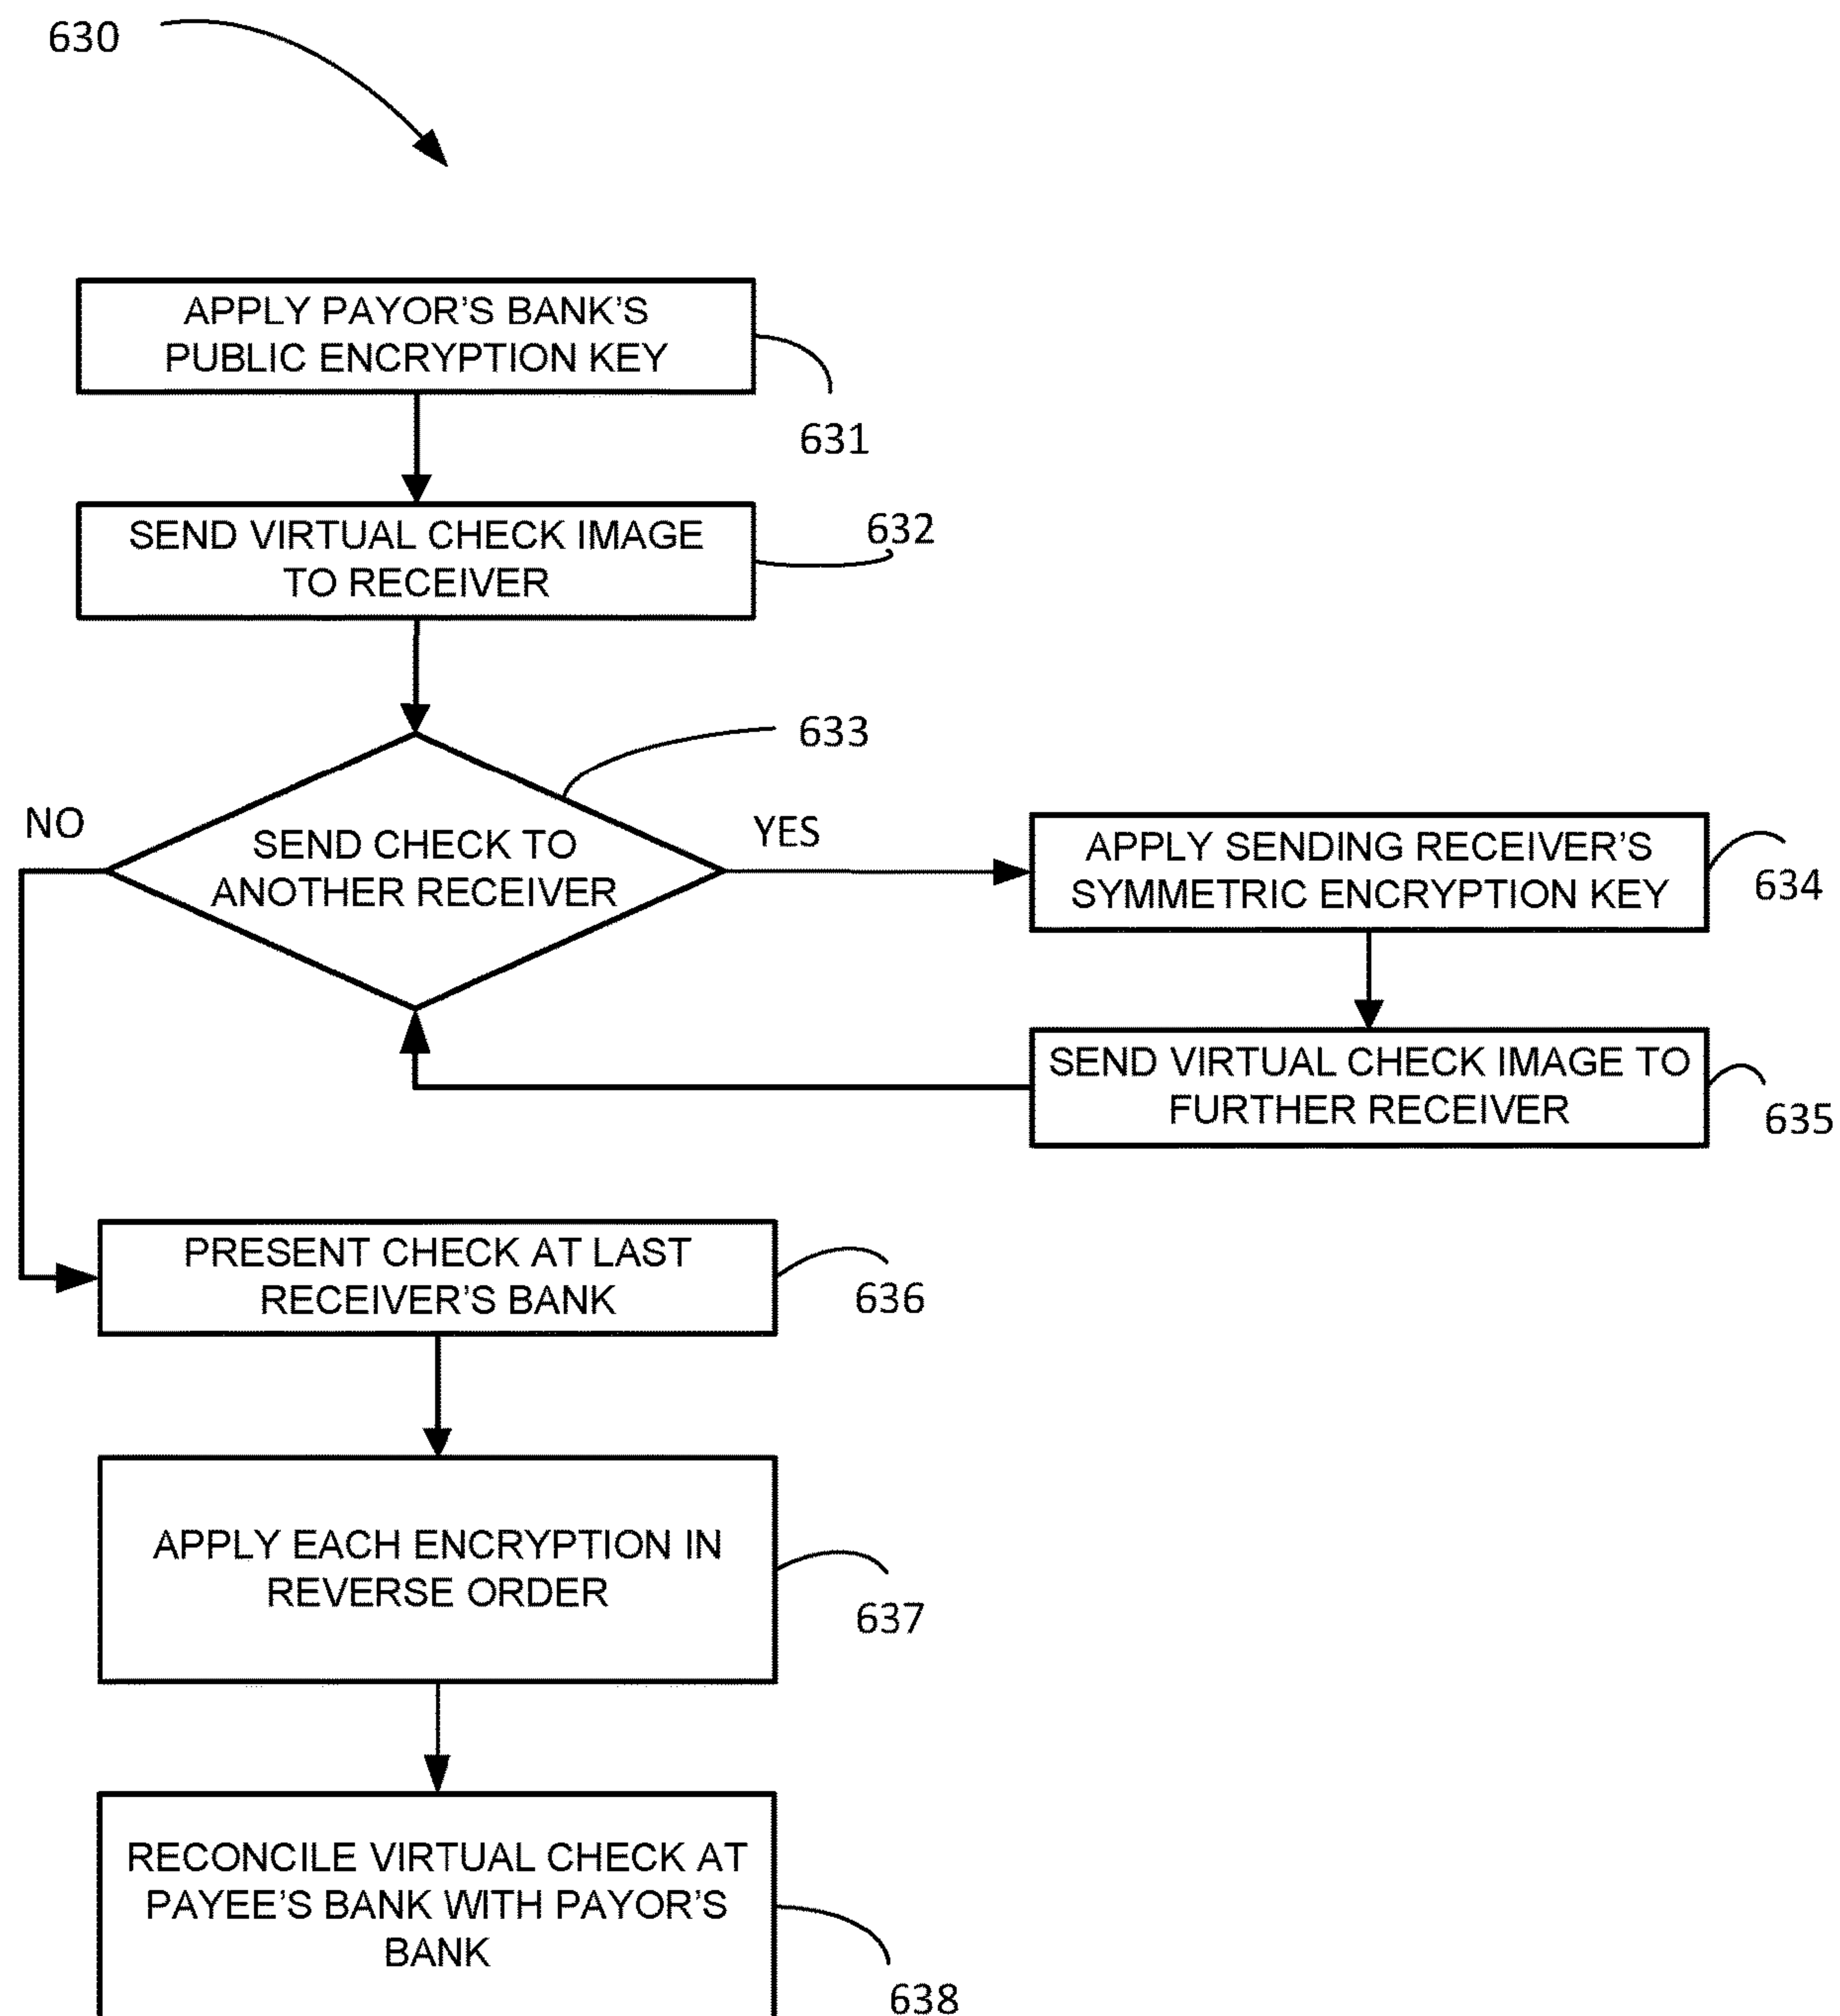 630
APPLY PAYOR'S BANK'S
PUBLIC ENCRYPTION KEY
631
SEND VIRTUAL CHECK IMAGE
TO RECEIVER
632
633
NO
SEND CHECK TO
ANOTHER RECEIVER
YES
APPLY SENDING RECEIVER'S
SYMMETRIC ENCRYPTION KEY
634
SEND VIRTUAL CHECK IMAGE TO
FURTHER RECEIVER
635
PRESENT CHECK AT LAST
RECEIVER'S BANK
636
APPLY EACH ENCRYPTION IN
REVERSE ORDER
637
RECONCILE VIRTUAL CHECK AT
PAYEE'S BANK WITH PAYOR'S
BANK
638